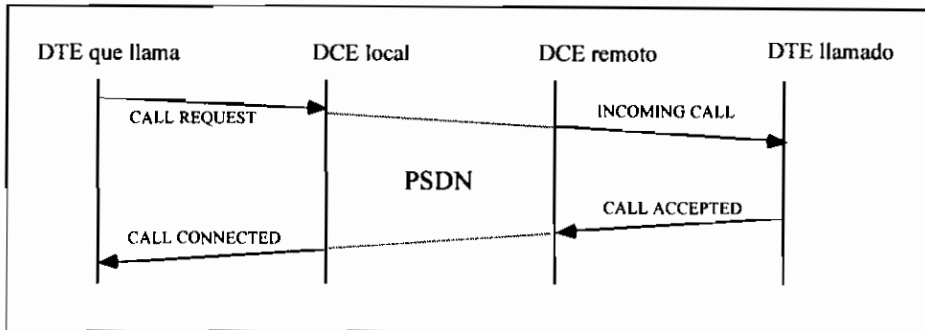 DTE que llama
DCE local
DCE remoto
DTE llamado
CALL REQUEST
INCOMING CALL
PSDN
CALL ACCEPTED
CALL CONNECTED